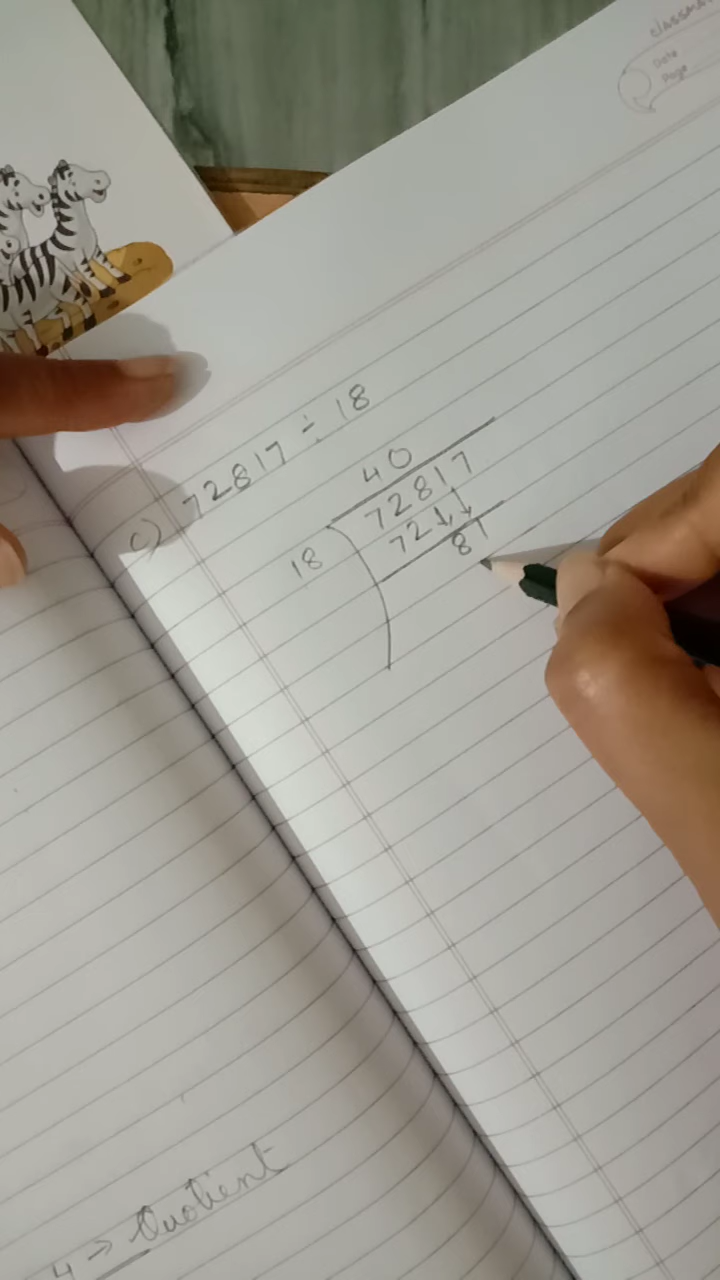 classmate
Date
Page
c) 72817 ÷ 18
40
18 72817
72↓↓
81
4 → Quotient